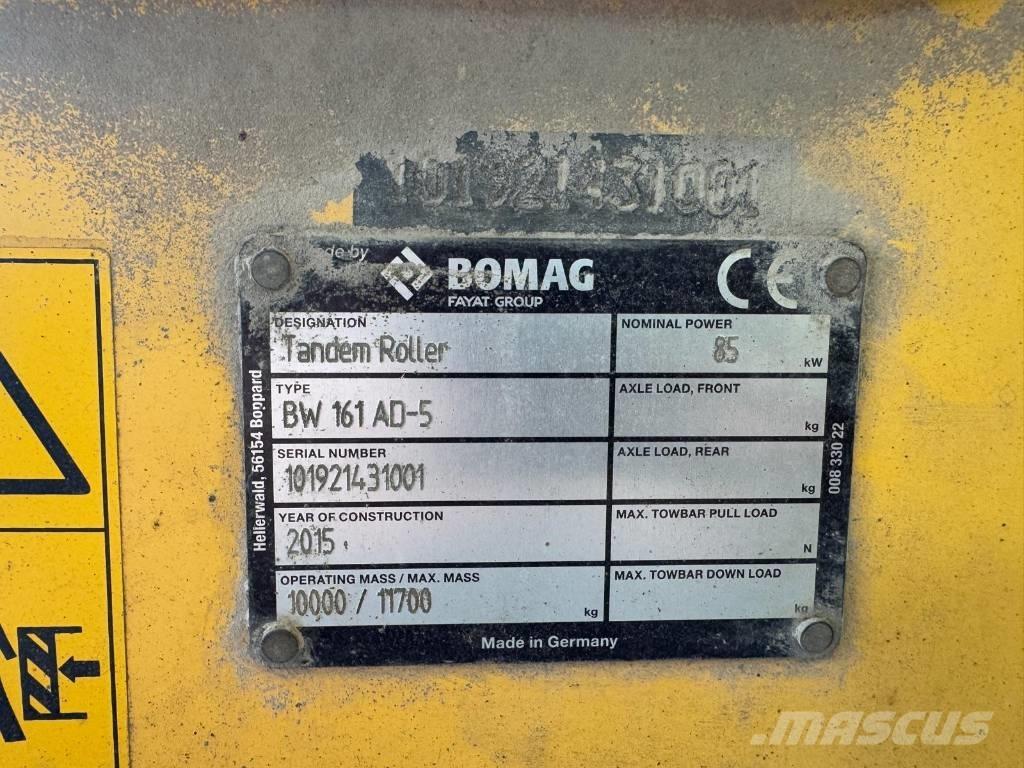 101921431001
de by BOMAG CE
FAYAT GROUP
DESIGNATION
Tandem Roller
NOMINAL POWER
85 kW
TYPE
BW 161 AD-5
AXLE LOAD, FRONT
kg
SERIAL NUMBER
101921431001
AXLE LOAD, REAR
kg
YEAR OF CONSTRUCTION
2015
MAX. TOWBAR PULL LOAD
N
OPERATING MASS / MAX. MASS
10000 / 11700 kg
MAX. TOWBAR DOWN LOAD
kg
Made in Germany
Hellerwald, 56154 Boppard
008 330 22
MASCUS